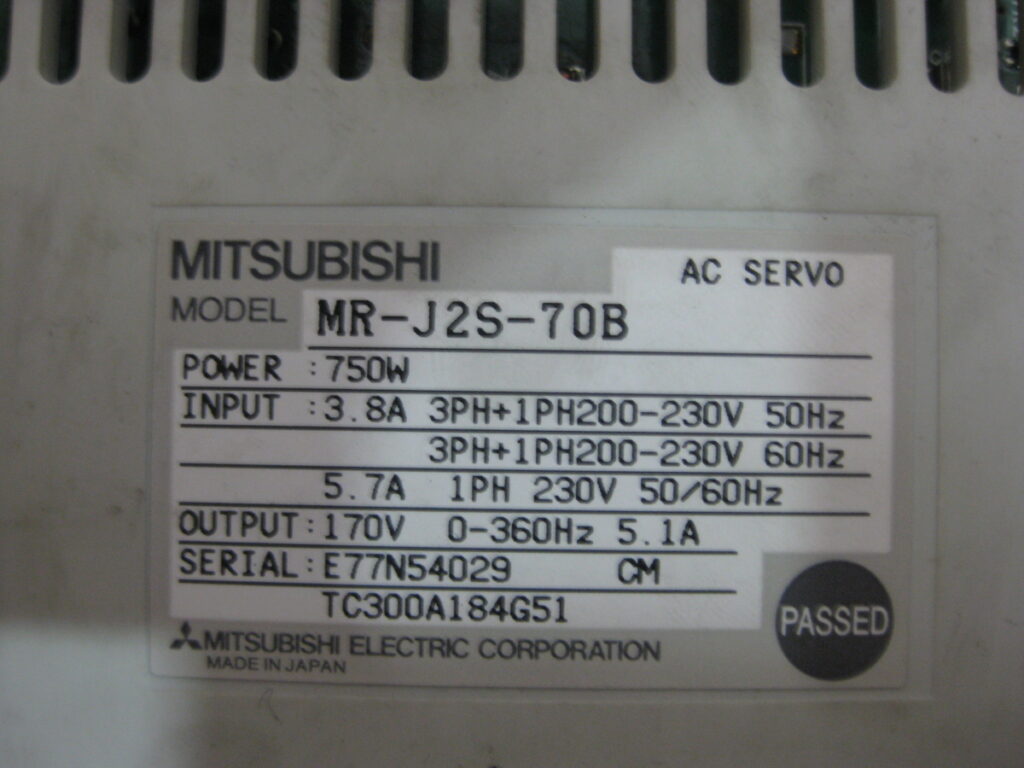 MITSUBISHI
AC SERVO
MODEL MR-J2S-70B
POWER :750W
INPUT :3.8A 3PH+1PH200-230V 50Hz
3PH+1PH200-230V 60Hz
5.7A 1PH 230V 50/60Hz
OUTPUT:170V 0-360Hz 5.1A
SERIAL:E77N54029 CM
TC300A184G51
PASSED
MITSUBISHI ELECTRIC CORPORATION
MADE IN JAPAN